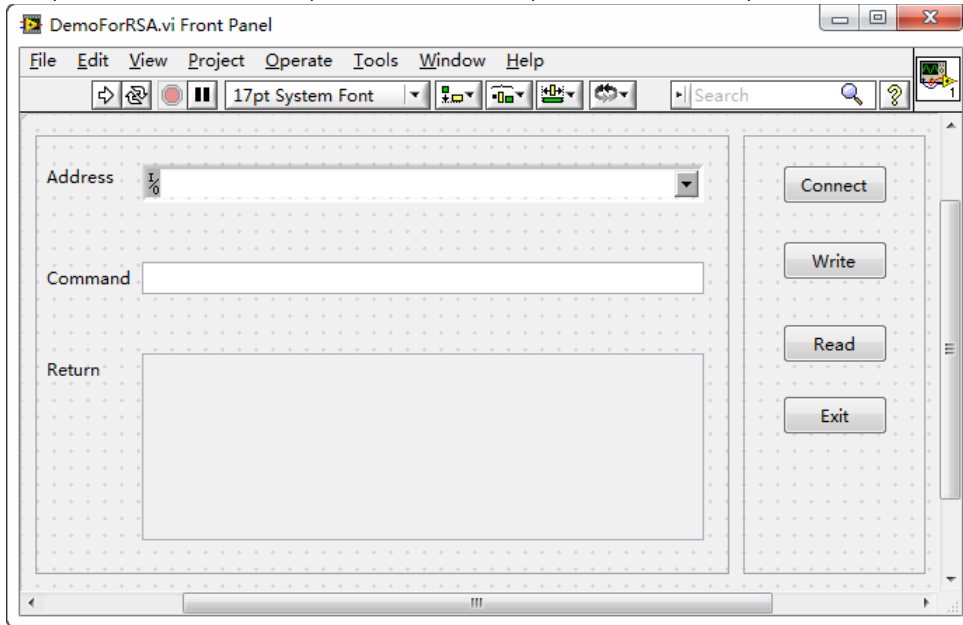 DemoForRSA.vi Front Panel
File Edit View Project Operate Tools Window Help
17pt System Font Search
1
Address I/O
Connect
Write
Command
Read
Return
Exit